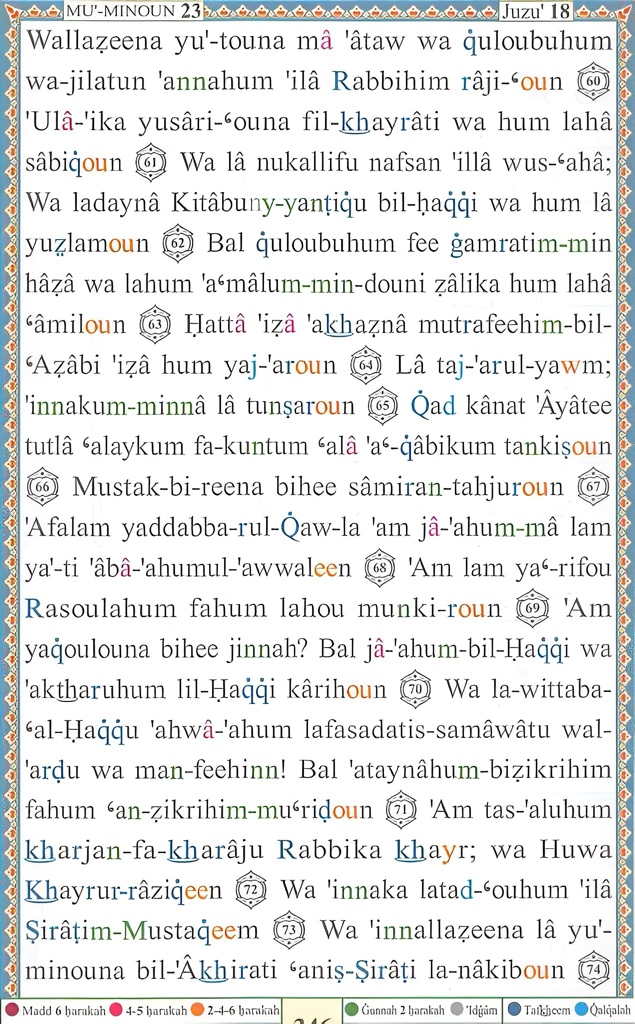 MU'-MINOUN 23 Juzu' 18
Wallaẓeena yu'-touna mâ 'âtaw wa q̇uloubuhum
wa-jilatun 'annahum 'ilâ Rabbihim râji-ʿoun 60
'Ulâ-'ika yusâri-ʿouna fil-khayrâti wa hum lahâ
sâbiq̇oun 61 Wa lâ nukallifu nafsan 'illâ wus-ʿahâ;
Wa ladaynâ Kitâbuny-yanṭiq̇u bil-ḥaq̇q̇i wa hum lâ
yuẓlamoun 62 Bal q̇uloubuhum fee ġamratim-min
hâẓâ wa lahum 'aʿmâlum-min-douni ẓâlika hum lahâ
ʿâmiloun 63 Ḥattâ 'iẓâ 'akhaẓnâ mutrafeehim-bil-
ʿAẓâbi 'iẓâ hum yaj-'aroun 64 Lâ taj-'arul-yawm;
'innakum-minnâ lâ tunṣaroun 65 Q̇ad kânat 'Âyâtee
tutlâ ʿalaykum fa-kuntum ʿalâ 'aʿ-q̇âbikum tankiṣoun
66 Mustak-bi-reena bihee sâmiran-tahjuroun 67
'Afalam yaddabba-rul-Q̇aw-la 'am jâ-'ahum-mâ lam
ya'-ti 'âbâ-'ahumul-'awwaleen 68 'Am lam yaʿ-rifou
Rasoulahum fahum lahou munki-roun 69 'Am
yaq̇oulouna bihee jinnah? Bal jâ-'ahum-bil-Ḥaq̇q̇i wa
'aktharuhum lil-Ḥaq̇q̇i kârihoun 70 Wa la-wittaba-
ʿal-Ḥaq̇q̇u 'ahwâ-'ahum lafasadatis-samâwâtu wal-
'arḍu wa man-feehinn! Bal 'ataynâhum-biẓikrihim
fahum ʿan-ẓikrihim-muʿriḍoun 71 'Am tas-'aluhum
kharjan-fa-kharâju Rabbika khayr; wa Huwa
Khayrur-râziq̇een 72 Wa 'innaka latad-ʿouhum 'ilâ
Ṣirâṭim-Mustaq̇eem 73 Wa 'innallaẓeena lâ yu'-
minouna bil-'Âkhirati ʿaniṣ-Ṣirâṭi la-nâkiboun 74
Madd 6 ḥarakah 4-5 ḥarakah 2-4-6 ḥarakah Ġunnah 2 ḥarakah 'Idġâm Tafkheem Q̇alq̇alah